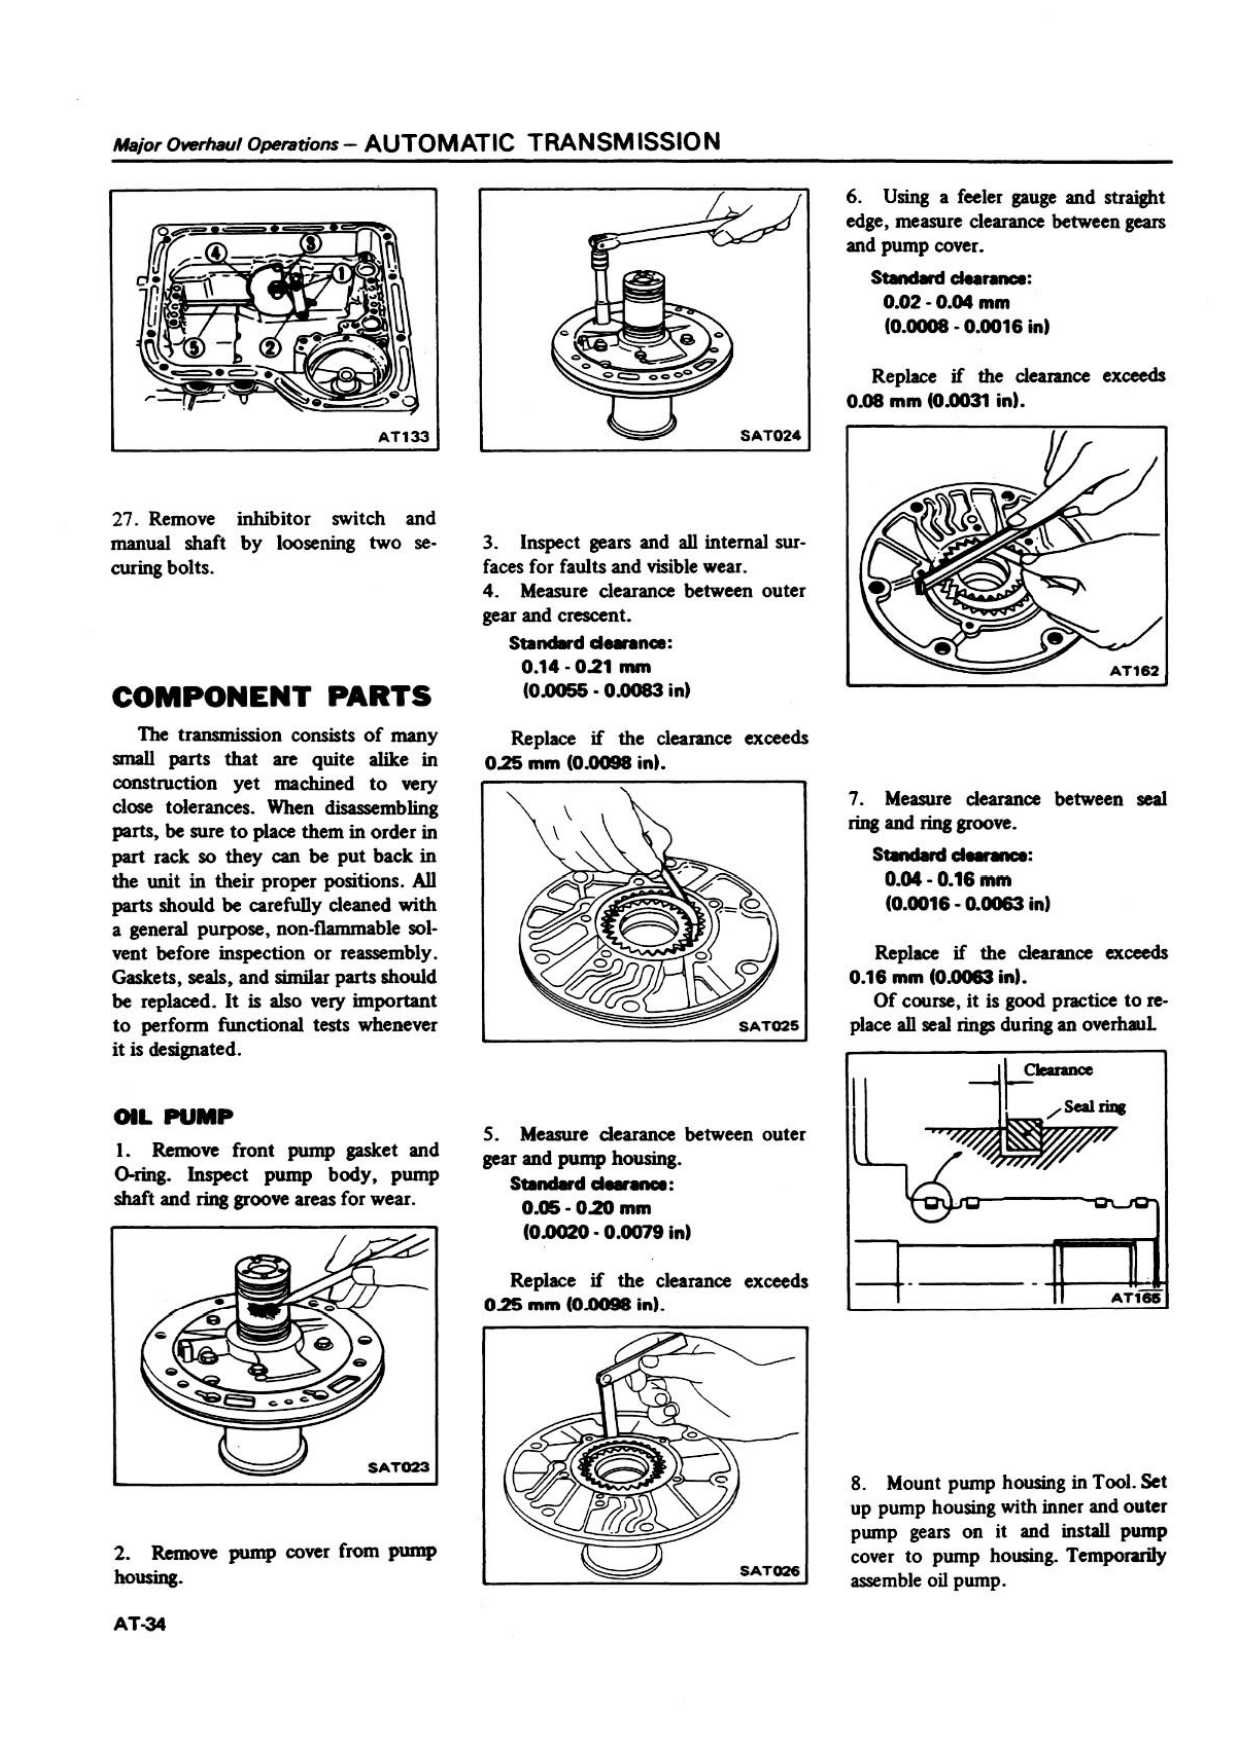 Major Overhaul Operations – AUTOMATIC TRANSMISSION
4
3
1
5
2
AT133
27. Remove inhibitor switch and
manual shaft by loosening two se-
curing bolts.
COMPONENT PARTS
The transmission consists of many
small parts that are quite alike in
construction yet machined to very
close tolerances. When disassembling
parts, be sure to place them in order in
part rack so they can be put back in
the unit in their proper positions. All
parts should be carefully cleaned with
a general purpose, non-flammable sol-
vent before inspection or reassembly.
Gaskets, seals, and similar parts should
be replaced. It is also very important
to perform functional tests whenever
it is designated.
OIL PUMP
1. Remove front pump gasket and
O-ring. Inspect pump body, pump
shaft and ring groove areas for wear.
SAT023
2. Remove pump cover from pump
housing.
SAT024
3. Inspect gears and all internal sur-
faces for faults and visible wear.
4. Measure clearance between outer
gear and crescent.
Standard clearance:
0.14 - 0.21 mm
(0.0055 - 0.0083 in)
Replace if the clearance exceeds
0.25 mm (0.0098 in).
SAT025
5. Measure clearance between outer
gear and pump housing.
Standard clearance:
0.05 - 0.20 mm
(0.0020 - 0.0079 in)
Replace if the clearance exceeds
0.25 mm (0.0098 in).
SAT026
6. Using a feeler gauge and straight
edge, measure clearance between gears
and pump cover.
Standard clearance:
0.02 - 0.04 mm
(0.0008 - 0.0016 in)
Replace if the clearance exceeds
0.08 mm (0.0031 in).
AT162
7. Measure clearance between seal
ring and ring groove.
Standard clearance:
0.04 - 0.16 mm
(0.0016 - 0.0063 in)
Replace if the clearance exceeds
0.16 mm (0.0063 in).
Of course, it is good practice to re-
place all seal rings during an overhaul.
Clearance
Seal ring
AT165
8. Mount pump housing in Tool. Set
up pump housing with inner and outer
pump gears on it and install pump
cover to pump housing. Temporarily
assemble oil pump.
AT-34